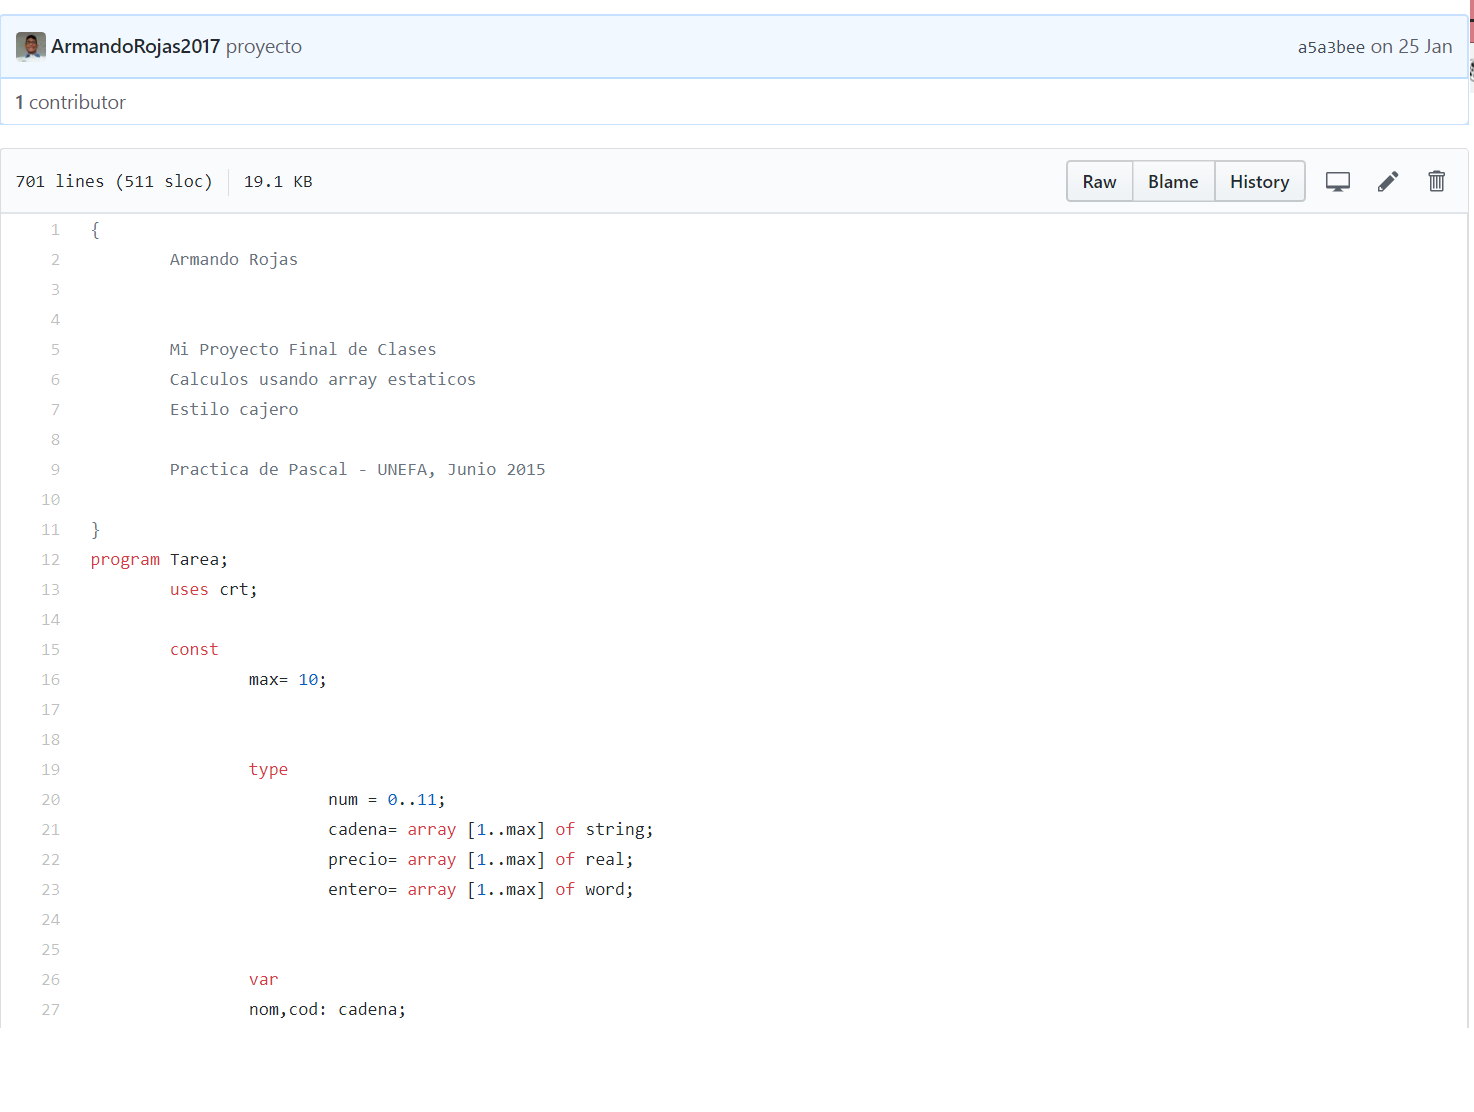 ArmandoRojas2017 proyecto a5a3bee on 25 Jan
1 contributor
701 lines (511 sloc) 19.1 KB Raw Blame History
1 {
2 Armando Rojas
3
4
5 Mi Proyecto Final de Clases
6 Calculos usando array estaticos
7 Estilo cajero
8
9 Practica de Pascal - UNEFA, Junio 2015
10
11 }
12 program Tarea;
13 uses crt;
14
15 const
16 max= 10;
17
18
19 type
20 num = 0..11;
21 cadena= array [1..max] of string;
22 precio= array [1..max] of real;
23 entero= array [1..max] of word;
24
25
26 var
27 nom,cod: cadena;